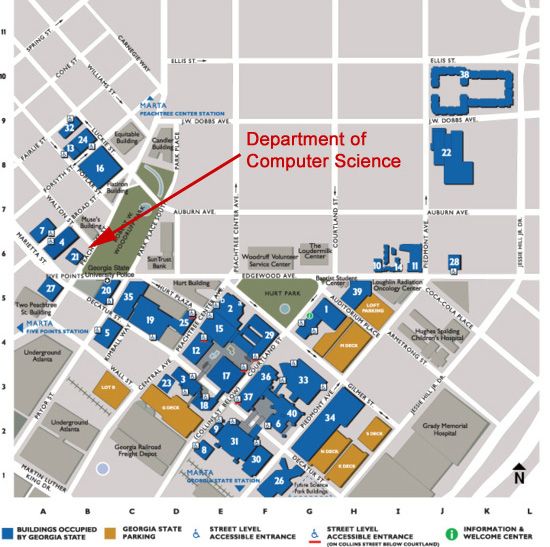 SPRING ST.
CARNEGIE WAY
CONE ST.
WILLIAMS ST.
ELLIS ST.
ELLIS ST.
11
10
38
MARTA
PEACHTREE CENTER STATION
9
J.W. DOBBS AVE.
J.W. DOBBS AVE.
32
LUCKIE ST.
24
13
Equitable
Building
Candler
Building
PARK PLACE
Department of
Computer Science
FAIRLIE ST.
22
8
16
POPLAR ST.
FORSYTH ST.
Flatiron
Building
WALTON ST.
BROAD ST.
7
Muse's
Building
WOODRUFF PARK
AUBURN AVE.
AUBURN AVE.
PEACHTREE CENTER AVE.
COURTLAND ST.
PIEDMONT AVE.
JESSE HILL JR. DR.
7
4
MARIETTA ST.
21
6
Georgia State
University Police
SunTrust
Bank
Woodruff Volunteer
Service Center
The
Loudermilk
Center
10
14
11
28
FIVE POINTS
EDGEWOOD AVE.
27
20
35
Hurt Building
HURT PLAZA
HURT PARK
Baptist Student
Center
Loughlin Radiation
Oncology Center
COCA-COLA PLACE
5
Two Peachtree
St. Building
DECATUR ST.
39
LOFT
PARKING
MARTA
FIVE POINTS STATION
5
19
25
15
2
29
1
AUDITORIUM PLACE
ARMSTRONG ST.
Hughes Spalding
Children's Hospital
4
KIMBALL WAY
12
M DECK
Underground
Atlanta
WALL ST.
CENTRAL AVE.
17
COURTLAND ST.
36
33
3
LOT B
23
3
18
37
GILMER ST.
JESSE HILL JR. DR.
PRYOR ST.
G DECK
(COLLINS ST. BELOW)
40
6
PIEDMONT AVE.
34
Grady Memorial
Hospital
2
Underground
Atlanta
9
31
S DECK
Georgia Railroad
Freight Depot
8
30
N DECK
K DECK
DECATUR ST.
1
MARTIN LUTHER
KING DR.
MARTA
GEORGIA STATE STATION
26
Future Science
Park Buildings
N
A B C D E F G H I J K L
BUILDINGS OCCUPIED
BY GEORGIA STATE
GEORGIA STATE
PARKING
STREET LEVEL
ACCESSIBLE ENTRANCE
STREET LEVEL
ACCESSIBLE ENTRANCE
(ON COLLINS STREET BELOW COURTLAND)
INFORMATION &
WELCOME CENTER